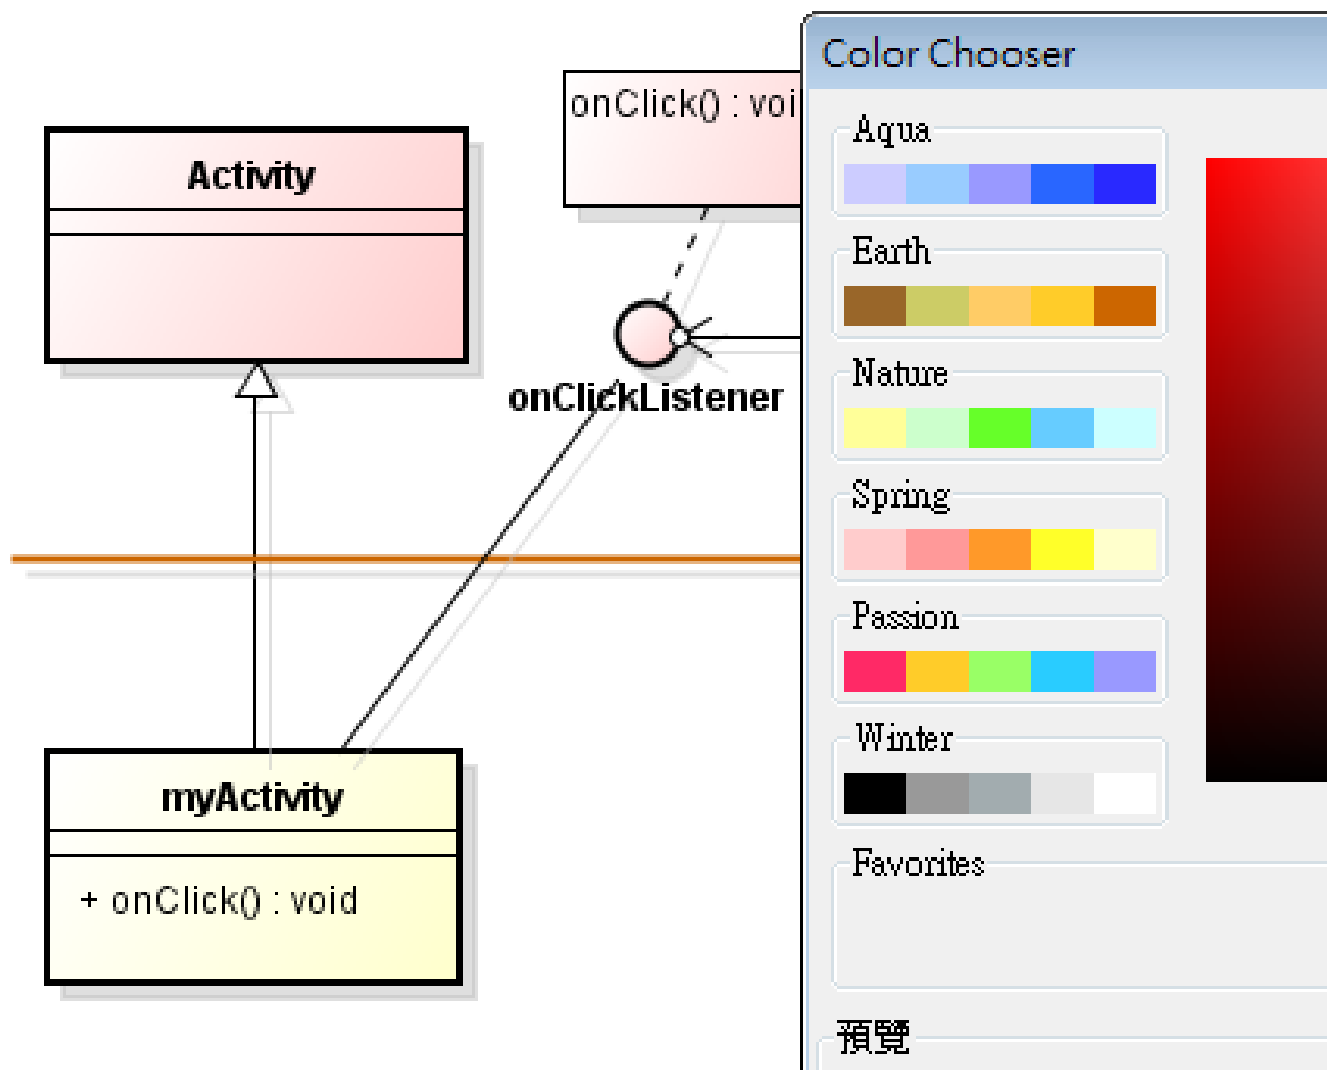 onClick() : voi
Activity
onClickListener
myActivity
+ onClick() : void
Color Chooser
Aqua
Earth
Nature
Spring
Passion
Winter
Favorites
預覽